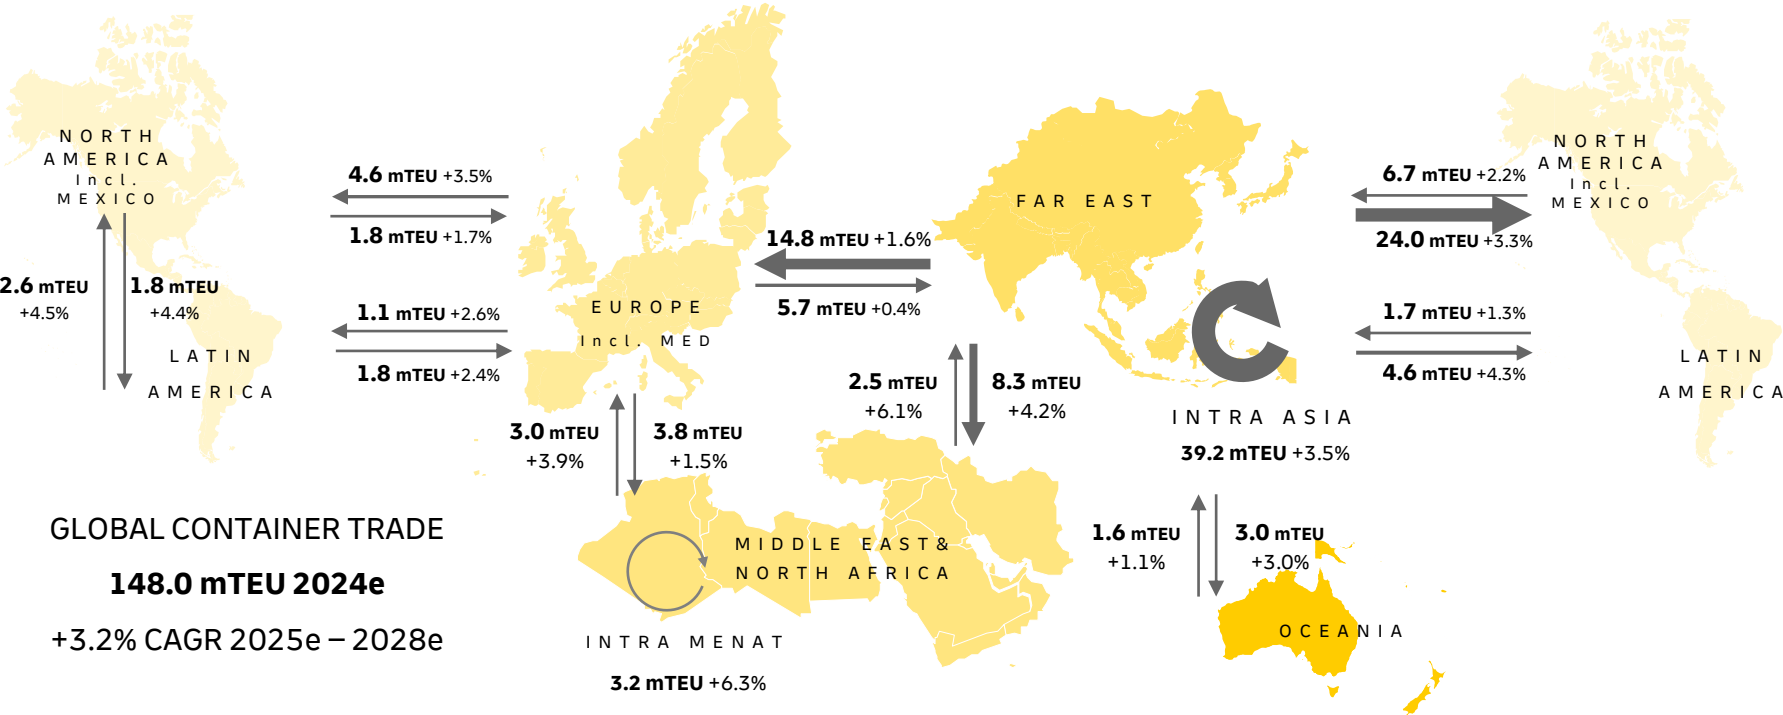 NORTH
AMERICA
Incl.
MEXICO
2.6 mTEU
+4.5%
1.8 mTEU
+4.4%
LATIN
AMERICA
4.6 mTEU +3.5%
1.8 mTEU +1.7%
1.1 mTEU +2.6%
1.8 mTEU +2.4%
EUROPE
Incl. MED
14.8 mTEU +1.6%
5.7 mTEU +0.4%
FAR EAST
6.7 mTEU +2.2%
24.0 mTEU +3.3%
1.7 mTEU +1.3%
4.6 mTEU +4.3%
NORTH
AMERICA
Incl.
MEXICO
LATIN
AMERICA
3.0 mTEU
+3.9%
3.8 mTEU
+1.5%
2.5 mTEU
+6.1%
8.3 mTEU
+4.2%
INTRA ASIA
39.2 mTEU +3.5%
1.6 mTEU
+1.1%
3.0 mTEU
+3.0%
OCEANIA
MIDDLE EAST&
NORTH AFRICA
INTRA MENAT
3.2 mTEU +6.3%
GLOBAL CONTAINER TRADE
148.0 mTEU 2024e
+3.2% CAGR 2025e – 2028e